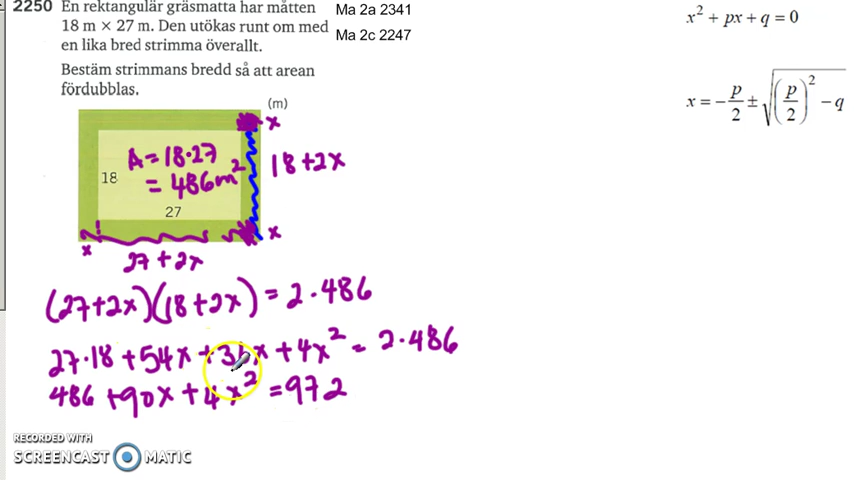 2250 En rektangulär gräsmatta har måtten
18 m × 27 m. Den utökas runt om med
en lika bred strimma överallt.
Bestäm strimmans bredd så att arean
fördubblas.
Ma 2a 2341
Ma 2c 2247
x² + px + q = 0
x = -p/2 ± √((p/2)² - q)
(m)
x
A = 18·27
= 486 m²
18 + 2x
18
27
x
x
27 + 2x
(27+2x)(18+2x) = 2·486
27·18 + 54x + 36x + 4x² = 2·486
486 + 90x + 4x² = 972
RECORDED WITH
SCREENCAST MATIC